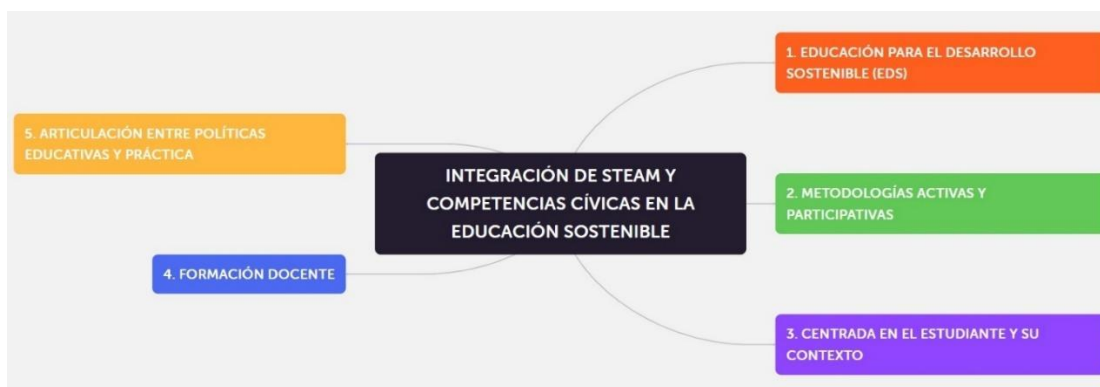 1. EDUCACIÓN PARA EL DESARROLLO
SOSTENIBLE (EDS)
5. ARTICULACIÓN ENTRE POLÍTICAS
EDUCATIVAS Y PRÁCTICA
INTEGRACIÓN DE STEAM Y
COMPETENCIAS CÍVICAS EN LA
EDUCACIÓN SOSTENIBLE
2. METODOLOGÍAS ACTIVAS Y
PARTICIPATIVAS
4. FORMACIÓN DOCENTE
3. CENTRADA EN EL ESTUDIANTE Y SU
CONTEXTO